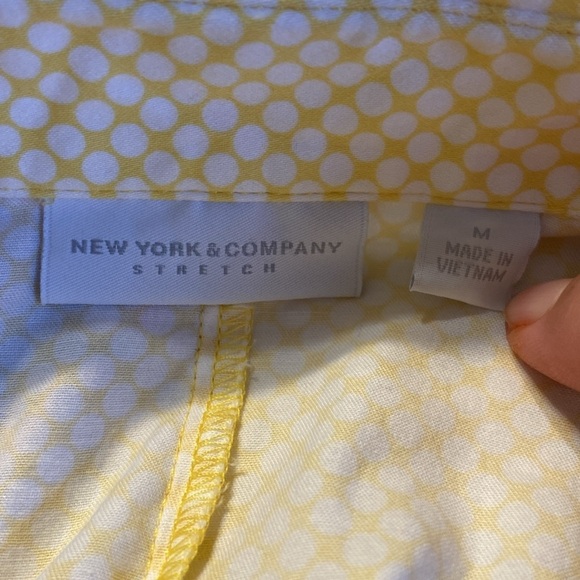 NEW YORK & COMPANY
STRETCH
M
MADE IN
VIETNAM